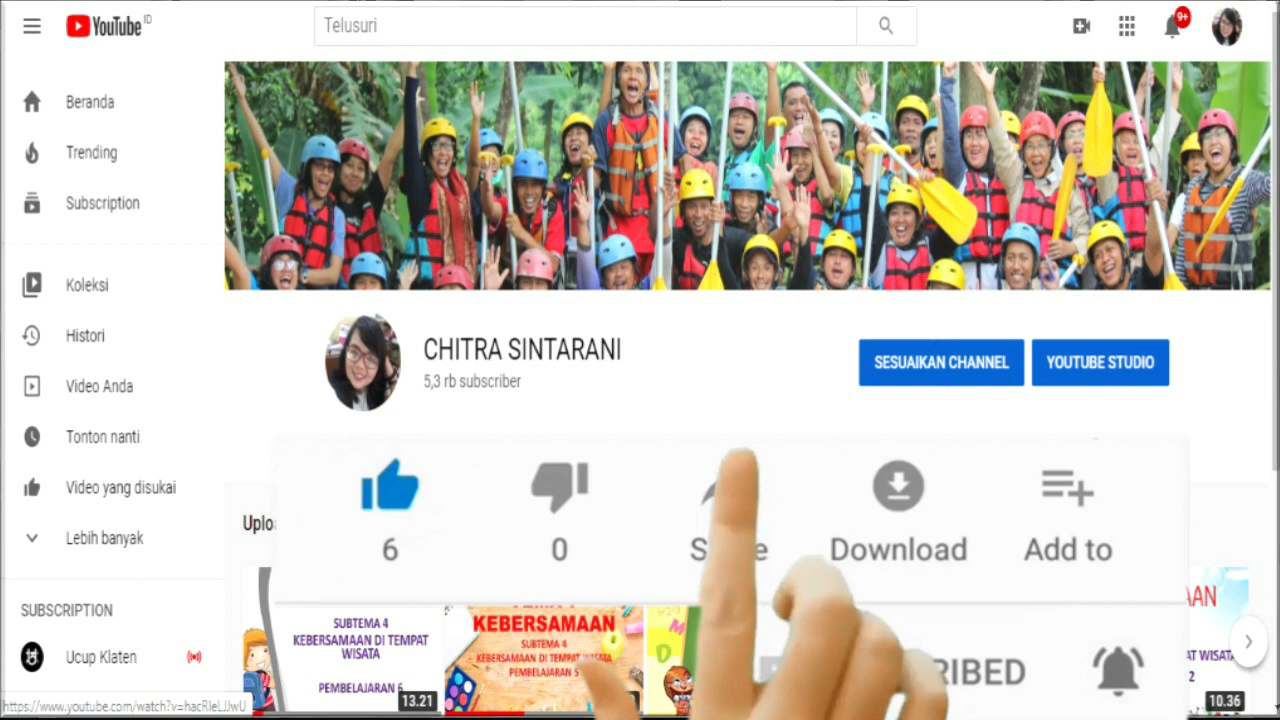 YouTube ID
Telusuri
9+
Beranda
Trending
Subscription
Koleksi
Histori
Video Anda
Tonton nanti
Video yang disukai
Lebih banyak
SUBSCRIPTION
Ucup Klaten
https://www.youtube.com/watch?v=hacRleLJJwU
CHITRA SINTARANI
5,3 rb subscriber
SESUAIKAN CHANNEL
YOUTUBE STUDIO
6
0
Download
Add to
SUBTEMA 4
KEBERSAMAAN DI TEMPAT
WISATA
PEMBELAJARAN 6
13.21
KEBERSAMAAN
SUBTEMA 4
KEBERSAMAAN DI TEMPAT WISATA
PEMBELAJARAN 5
M
D
RIBED
AAN
AT WISATA
2
10.36